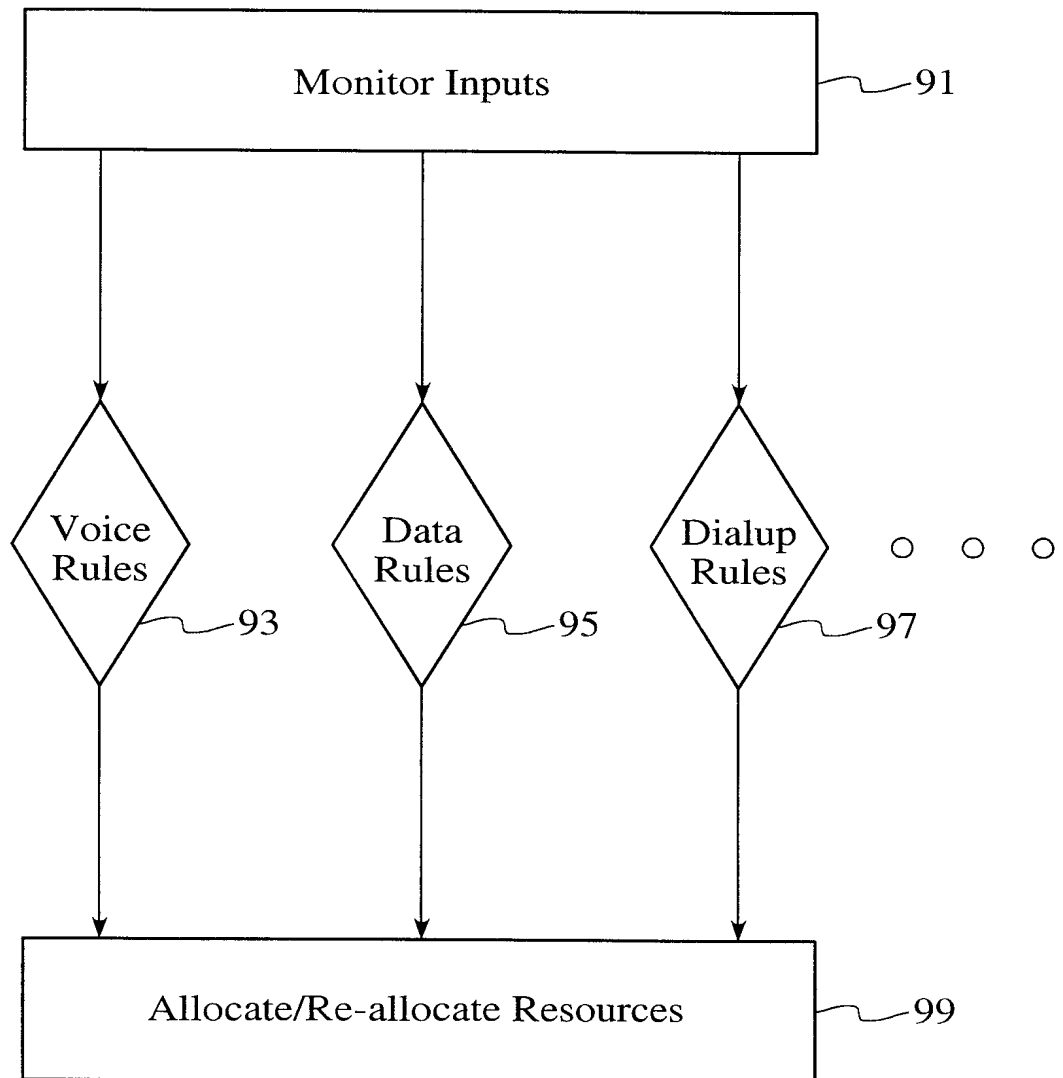 Monitor Inputs
91
Voice
Rules
93
Data
Rules
95
Dialup
Rules
97
Allocate/Re-allocate Resources
99